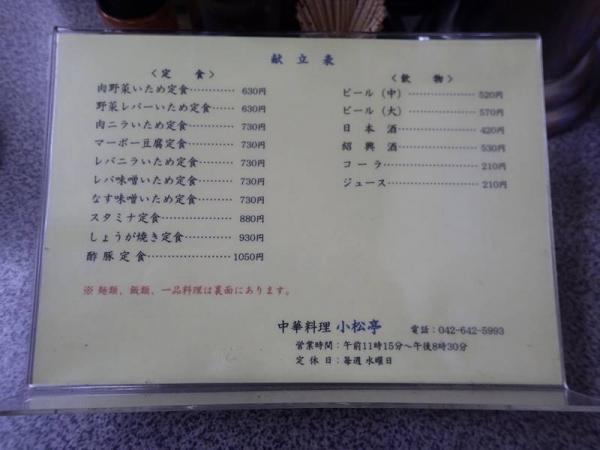 献立表
〈定食〉
肉野菜いため定食………… 630円
野菜レバーいため定食……… 630円
肉ニラいため定食………… 730円
マーボー豆腐定食………… 730円
レバニラいため定食……… 730円
レバ味噌いため定食……… 730円
なす味噌いため定食……… 730円
スタミナ定食……………… 880円
しょうが焼き定食………… 930円
酢豚定食………………… 1050円
〈飲物〉
ビール(中)………………… 520円
ビール(大)………………… 570円
日本酒……………………… 420円
紹興酒……………………… 530円
コーラ……………………… 210円
ジュース…………………… 210円
※ 麺類、飯類、一品料理は裏面にあります。
中華料理 小松亭 電話：042-642-5993
営業時間：午前11時15分～午後8時30分
定休日：毎週 水曜日